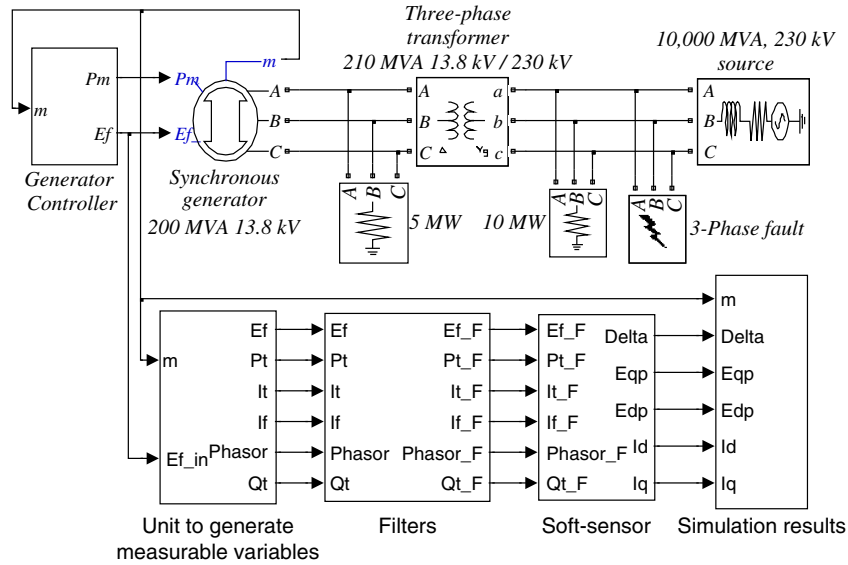 Three-phase
transformer
210 MVA 13.8 kV / 230 kV
10,000 MVA, 230 kV
source
m
Pm
Ef
Generator
Controller
Pm
Ef_
m
A
B
C
Synchronous
generator
200 MVA 13.8 kV
A
B
C
a
b
c
Δ
Yg
A
B
C
A
B
C
5 MW
A
B
C
10 MW
A
B
C
3-Phase fault
m
Ef_in
Ef
Pt
It
If
Phasor
Qt
Unit to generate
measurable variables
Ef
Pt
It
If
Phasor
Qt
Ef_F
Pt_F
It_F
If_F
Phasor_F
Qt_F
Filters
Ef_F
Pt_F
It_F
If_F
Phasor_F
Qt_F
Delta
Eqp
Edp
Id
Iq
Soft-sensor
m
Delta
Eqp
Edp
Id
Iq
Simulation results